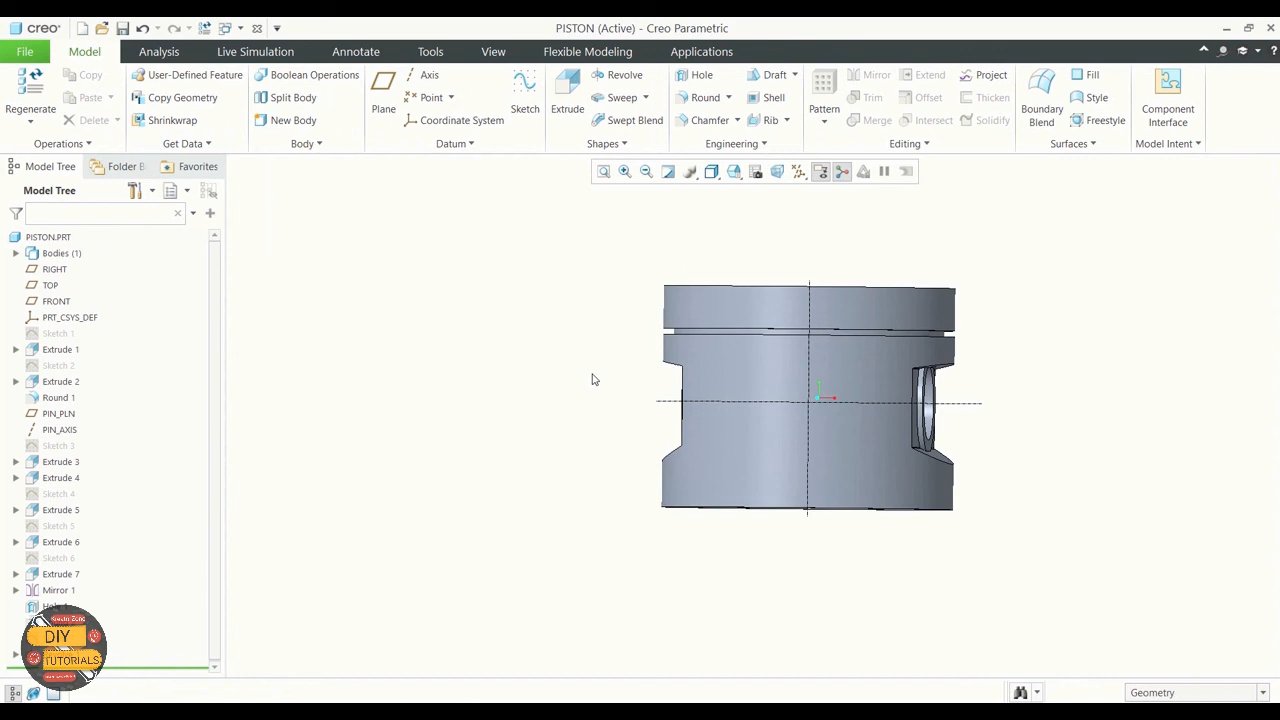 creo
PISTON (Active) - Creo Parametric
File Model Analysis Live Simulation Annotate Tools View Flexible Modeling Applications
Regenerate Copy Paste Delete
User-Defined Feature
Copy Geometry
Shrinkwrap
Boolean Operations
Split Body
New Body
Plane Axis Point Coordinate System Sketch
Extrude Revolve Sweep Swept Blend
Hole Draft
Round Shell
Chamfer Rib
Pattern Mirror Extend Project
Trim Offset Thicken
Merge Intersect Solidify
Boundary Blend Fill Style Freestyle
Component Interface
Operations Get Data Body Datum Shapes Engineering Editing Surfaces Model Intent
Model Tree Folder B Favorites
Model Tree
PISTON.PRT
Bodies (1)
RIGHT
TOP
FRONT
PRT_CSYS_DEF
Sketch 1
Extrude 1
Sketch 2
Extrude 2
Round 1
PIN_PLN
PIN_AXIS
Sketch 3
Extrude 3
Extrude 4
Sketch 4
Extrude 5
Sketch 5
Extrude 6
Sketch 6
Extrude 7
Mirror 1
DIY
TUTORIALS
Geometry